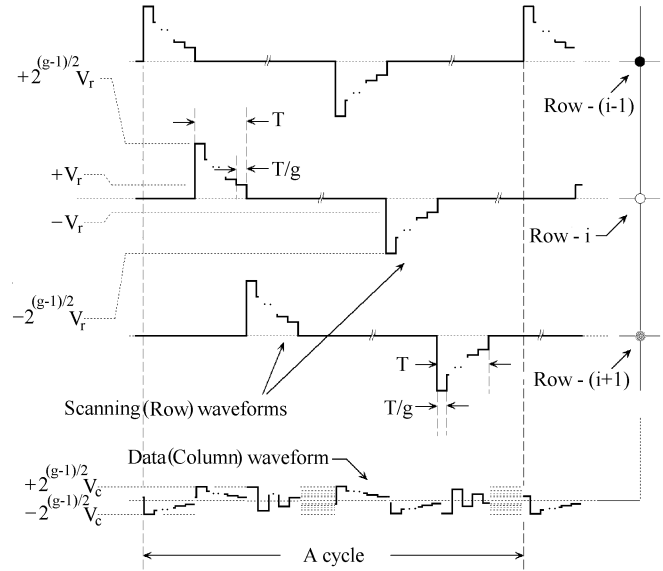 +2^(g-1)/2 V_r
Row - (i-1)
T
+V_r
T/g
−V_r
Row - i
−2^(g-1)/2 V_r
T
Row - (i+1)
Scanning (Row) waveforms
T/g
Data (Column) waveform
+2^(g-1)/2 V_c
−2^(g-1)/2 V_c
A cycle